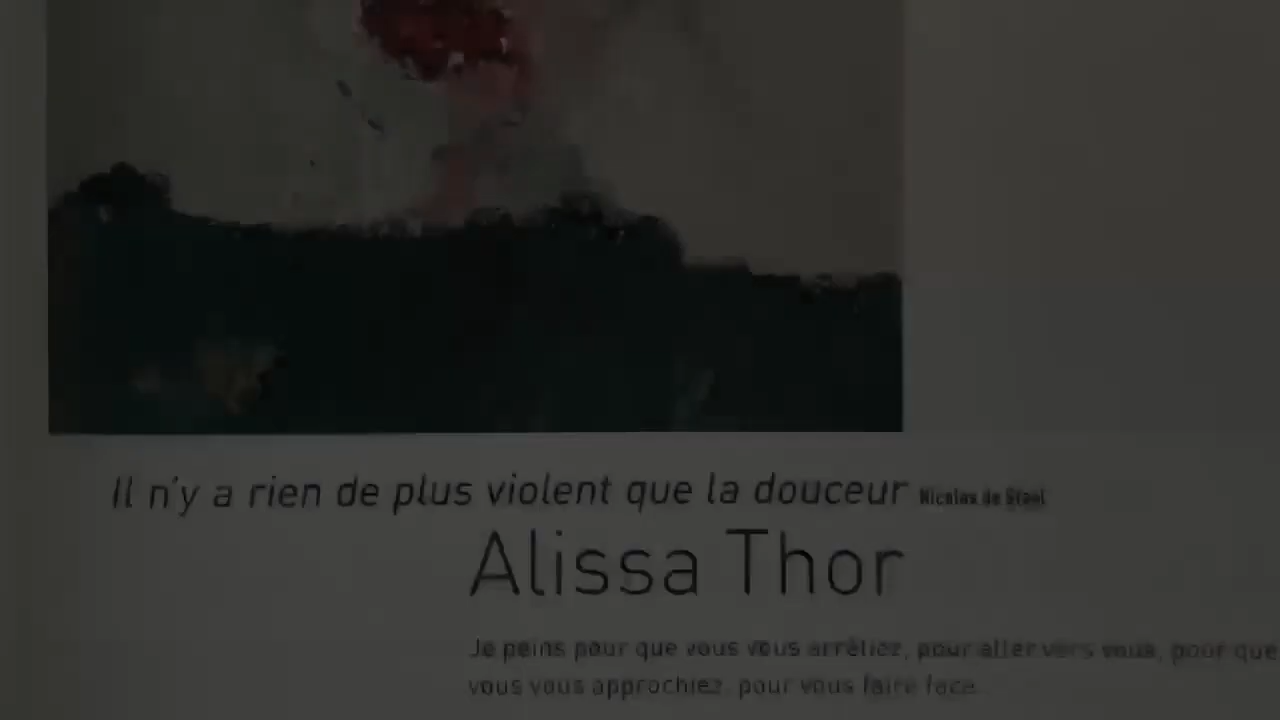 Il n'y a rien de plus violent que la douceur Nicolas de Stael
Alissa Thor
Je peins pour que vous vous arrêtiez, pour aller vers vous, pour que
vous vous approchiez, pour vous faire face.